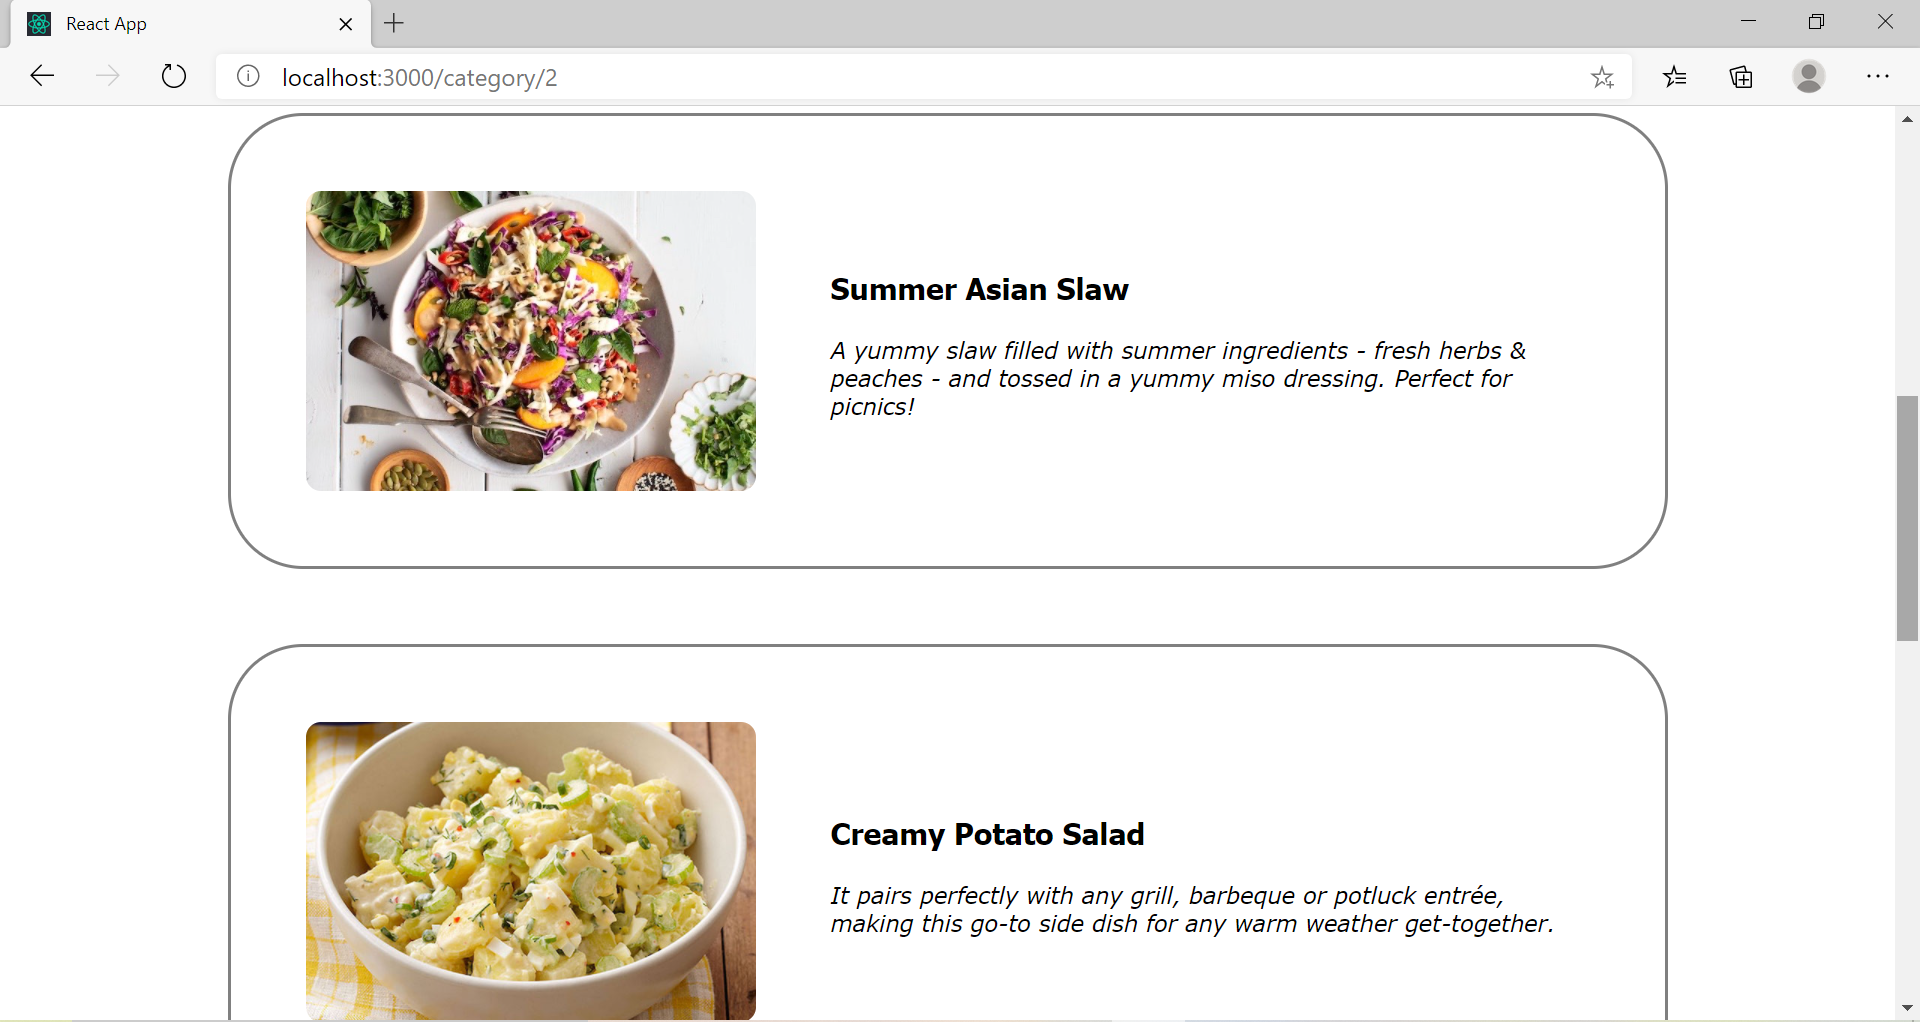 React App
localhost:3000/category/2
Summer Asian Slaw
A yummy slaw filled with summer ingredients - fresh herbs &
peaches - and tossed in a yummy miso dressing. Perfect for
picnics!
Creamy Potato Salad
It pairs perfectly with any grill, barbeque or potluck entrée,
making this go-to side dish for any warm weather get-together.